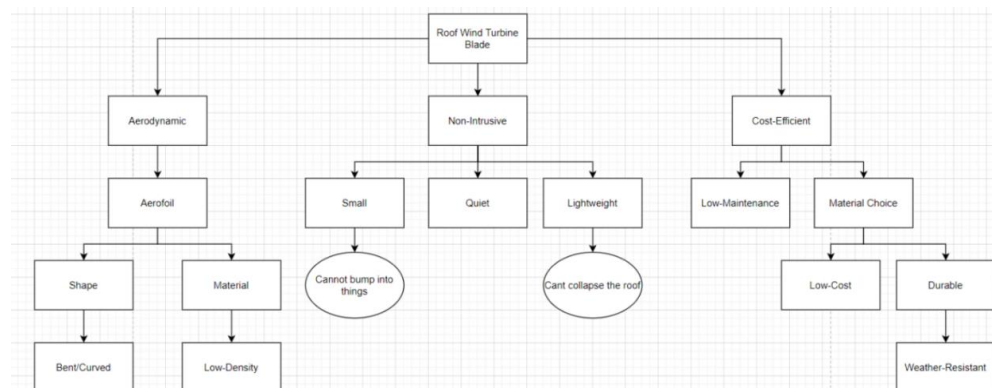 Roof Wind Turbine
Blade
Aerodynamic
Non-Intrusive
Cost-Efficient
Aerofoil
Small
Quiet
Lightweight
Low-Maintenance
Material Choice
Shape
Material
Cannot bump into
things
Cant collapse the roof
Low-Cost
Durable
Bent/Curved
Low-Density
Weather-Resistant